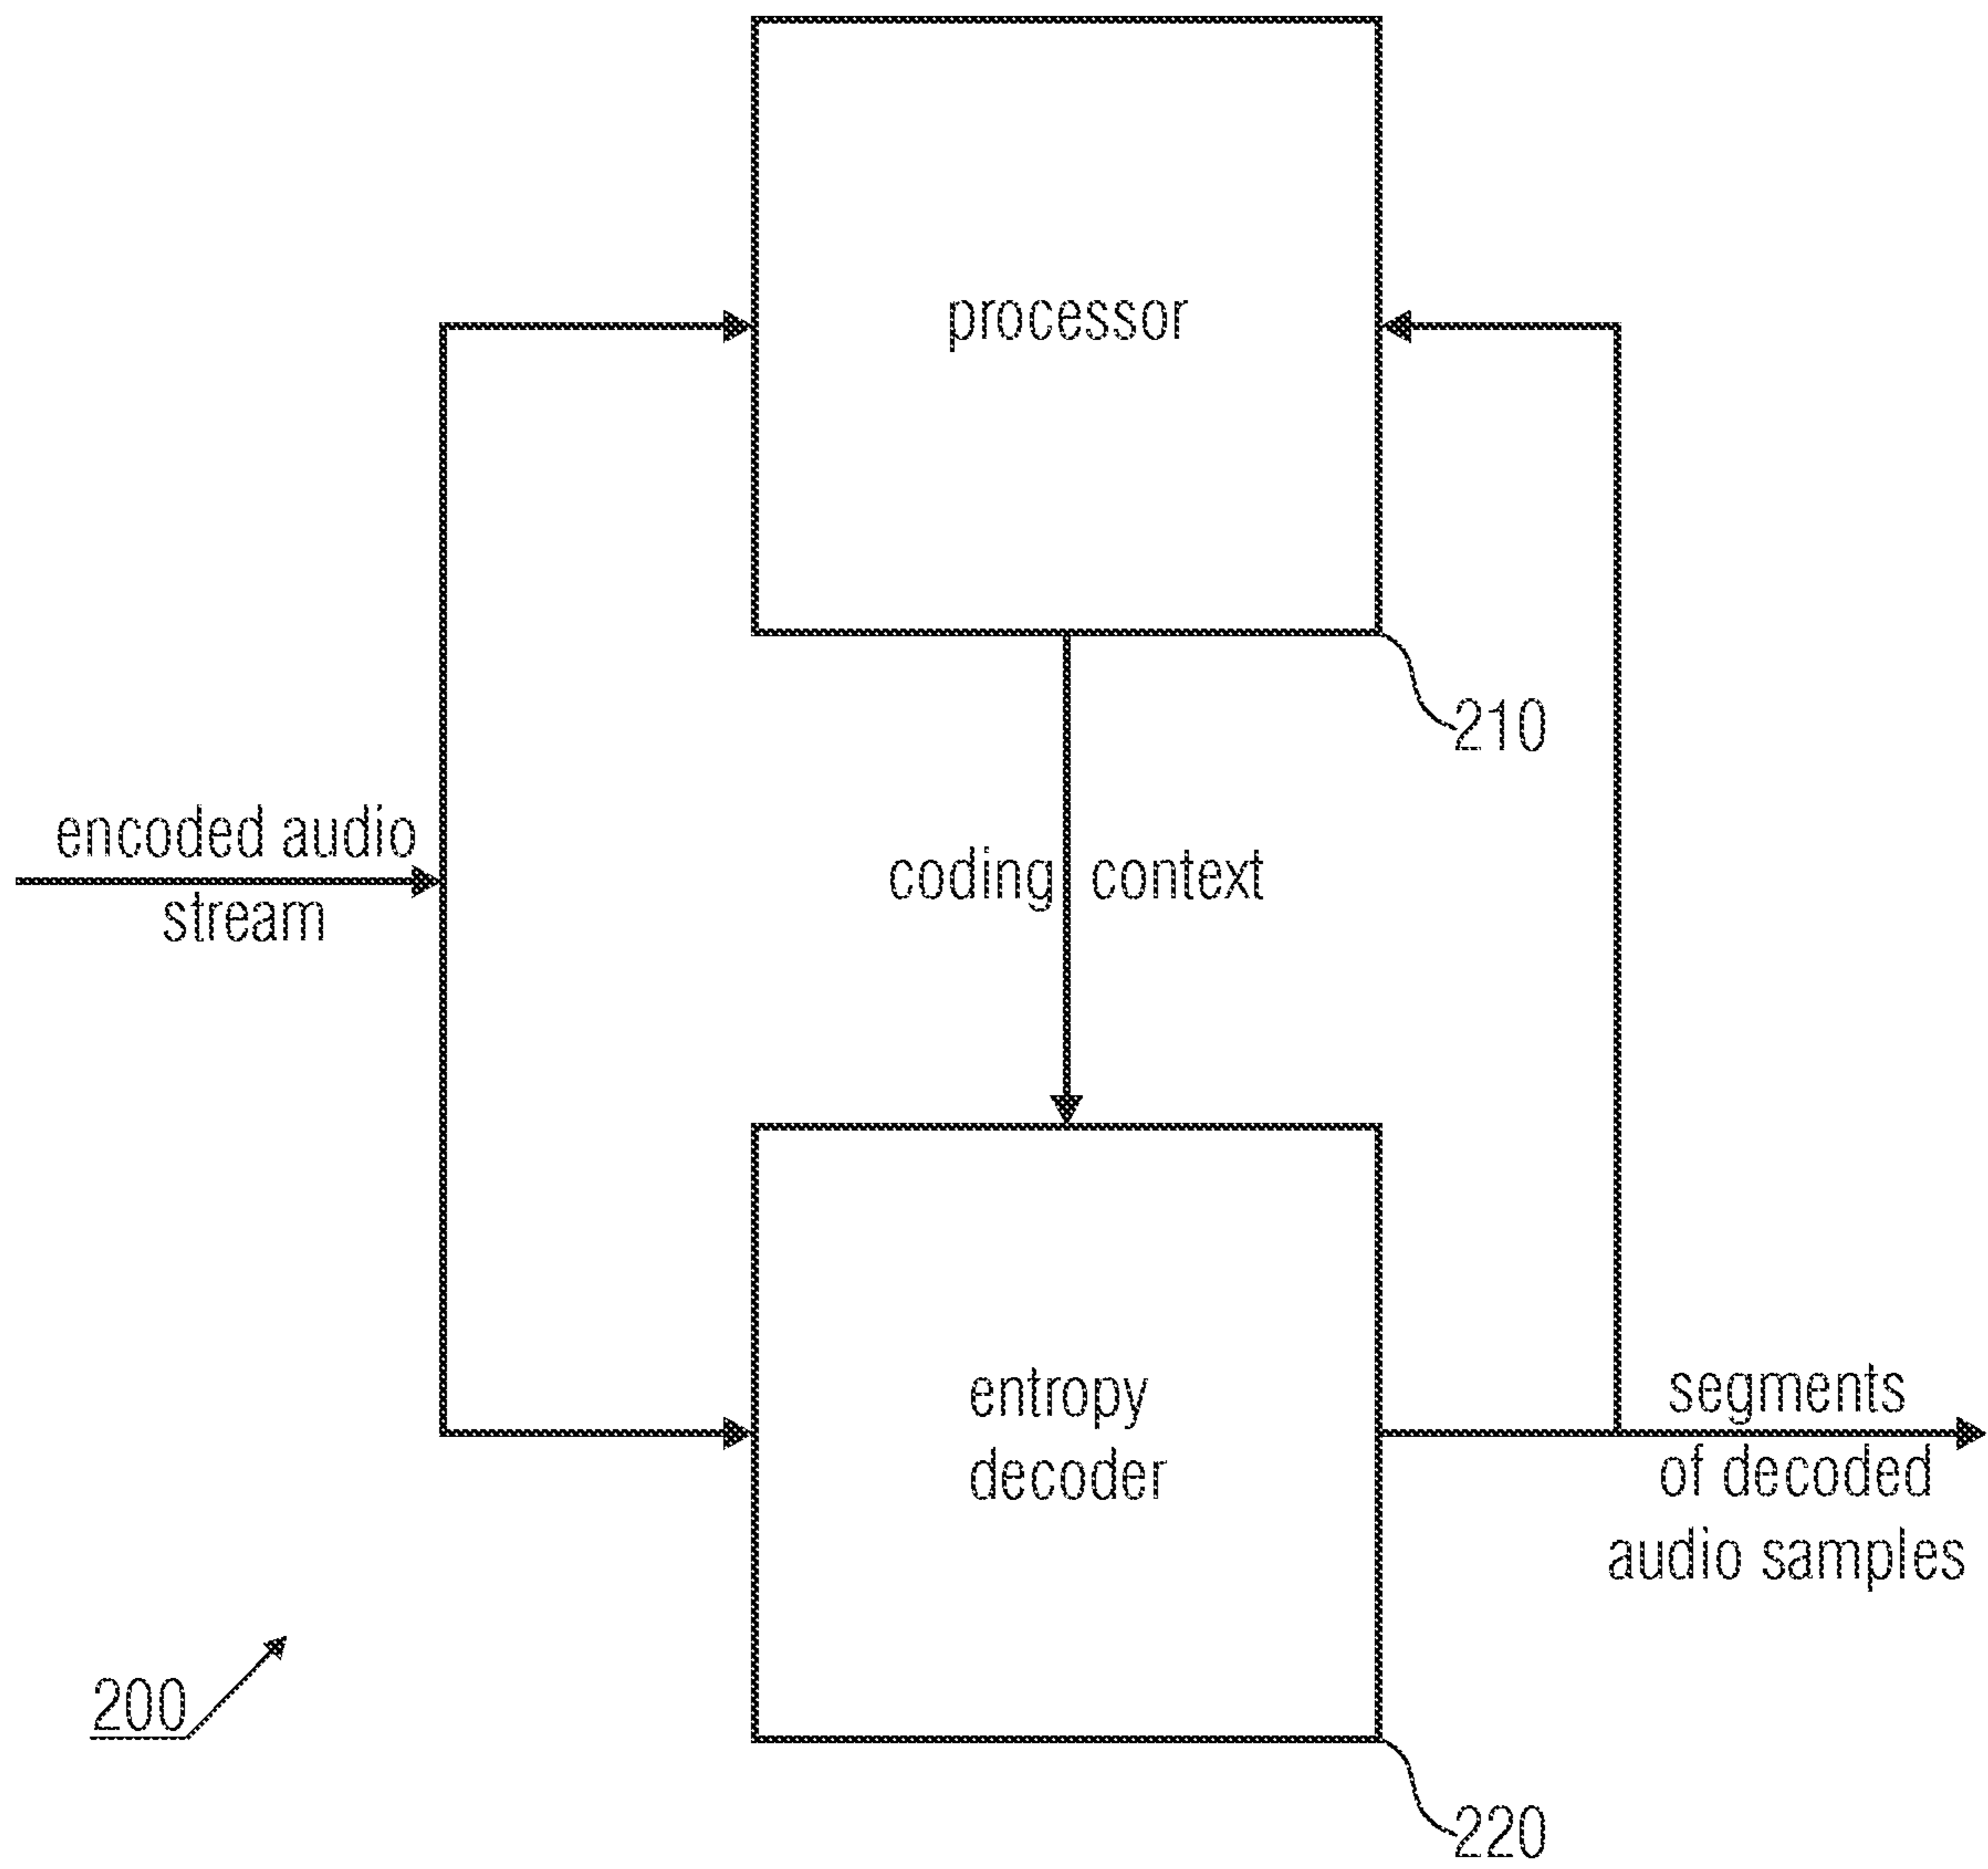 processor
210
encoded audio
stream
coding context
entropy
decoder
segments
of decoded
audio samples
200
220